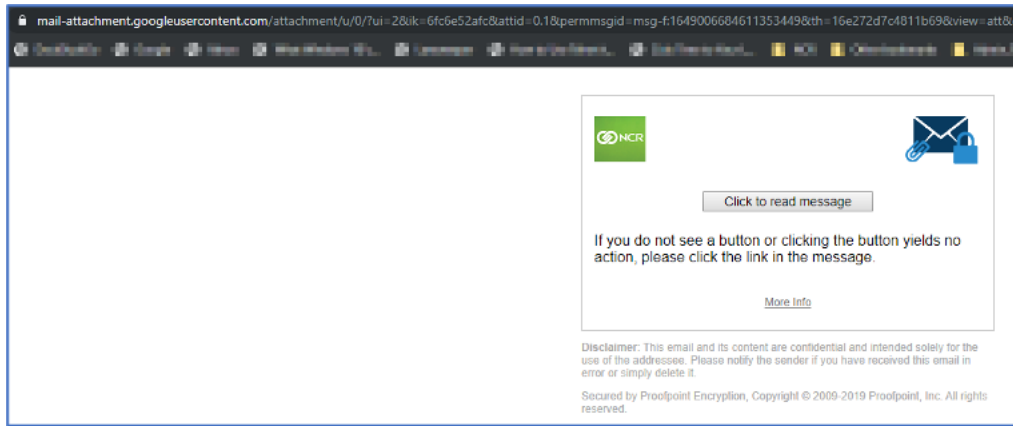 mail-attachment.googleusercontent.com/attachment/u/0/?ui=2&ik=6fc6e52afc&attid=0.1&permmsgid=msg-f:1649006684611353449&th=16e272d7c4811b69&view=att&
NCR
Click to read message
If you do not see a button or clicking the button yields no
action, please click the link in the message.
More Info
Disclaimer: This email and its content are confidential and intended solely for the
use of the addressee. Please notify the sender if you have received this email in
error or simply delete it.
Secured by Proofpoint Encryption, Copyright © 2009-2019 Proofpoint, Inc. All rights
reserved.